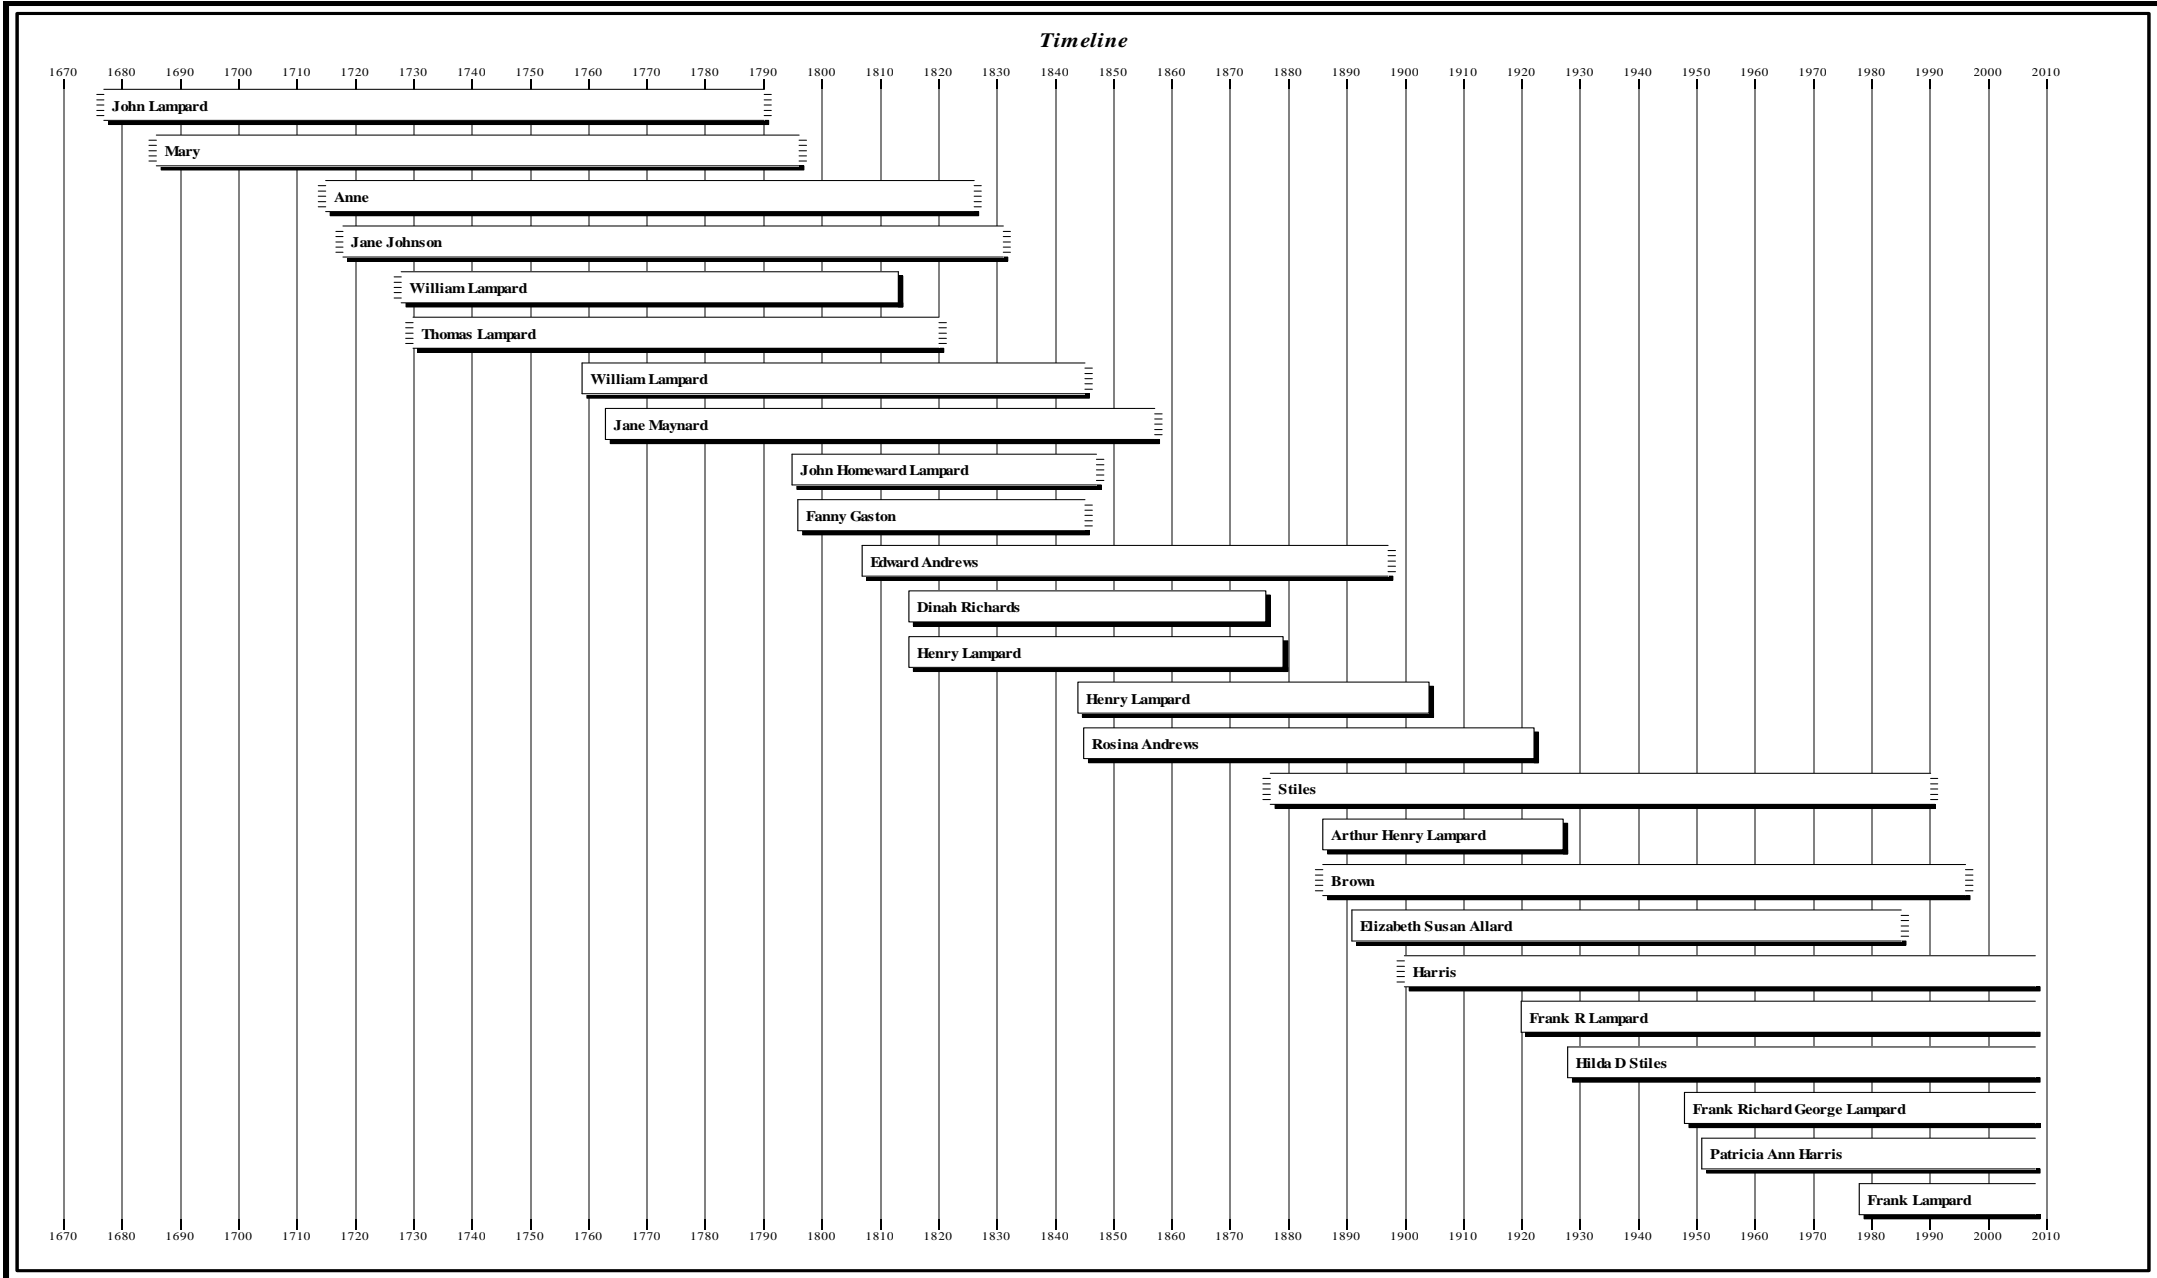 Timeline
1670 1680 1690 1700 1710 1720 1730 1740 1750 1760 1770 1780 1790 1800 1810 1820 1830 1840 1850 1860 1870 1880 1890 1900 1910 1920 1930 1940 1950 1960 1970 1980 1990 2000 2010
John Lampard
Mary
Anne
Jane Johnson
William Lampard
Thomas Lampard
William Lampard
Jane Maynard
John Homeward Lampard
Fanny Gaston
Edward Andrews
Dinah Richards
Henry Lampard
Henry Lampard
Rosina Andrews
Stiles
Arthur Henry Lampard
Brown
Elizabeth Susan Allard
Harris
Frank R Lampard
Hilda D Stiles
Frank Richard George Lampard
Patricia Ann Harris
Frank Lampard
1670 1680 1690 1700 1710 1720 1730 1740 1750 1760 1770 1780 1790 1800 1810 1820 1830 1840 1850 1860 1870 1880 1890 1900 1910 1920 1930 1940 1950 1960 1970 1980 1990 2000 2010